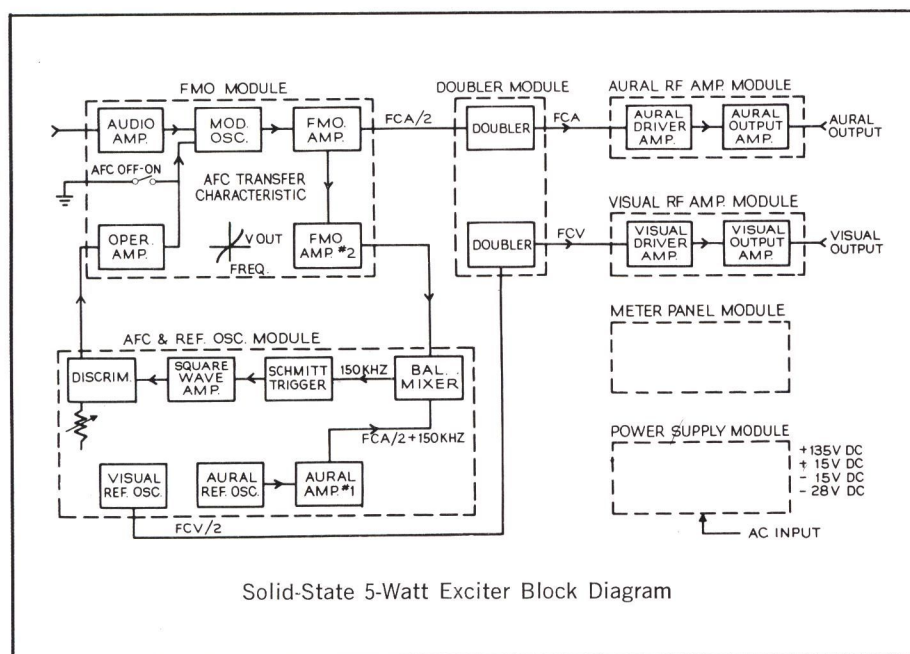 FMO MODULE
AUDIO
AMP.
MOD.
OSC.
FMO.
AMP.
AFC OFF-ON
AFC TRANSFER
CHARACTERISTIC
OPER.
AMP.
V OUT
FREQ.
FMO
AMP. #2
FCA/2
DOUBLER MODULE
DOUBLER
DOUBLER
FCA
FCV
AURAL RF AMP. MODULE
AURAL
DRIVER
AMP.
AURAL
OUTPUT
AMP.
AURAL
OUTPUT
VISUAL RF AMP. MODULE
VISUAL
DRIVER
AMP.
VISUAL
OUTPUT
AMP.
VISUAL
OUTPUT
METER PANEL MODULE
AFC & REF. OSC. MODULE
DISCRIM.
SQUARE
WAVE
AMP.
SCHMITT
TRIGGER
150KHZ
BAL.
MIXER
FCA/2+150KHZ
VISUAL
REF. OSC.
AURAL
REF. OSC.
AURAL
AMP. #1
FCV/2
POWER SUPPLY MODULE
+135V DC
+ 15V DC
- 15V DC
- 28V DC
AC INPUT
Solid-State 5-Watt Exciter Block Diagram